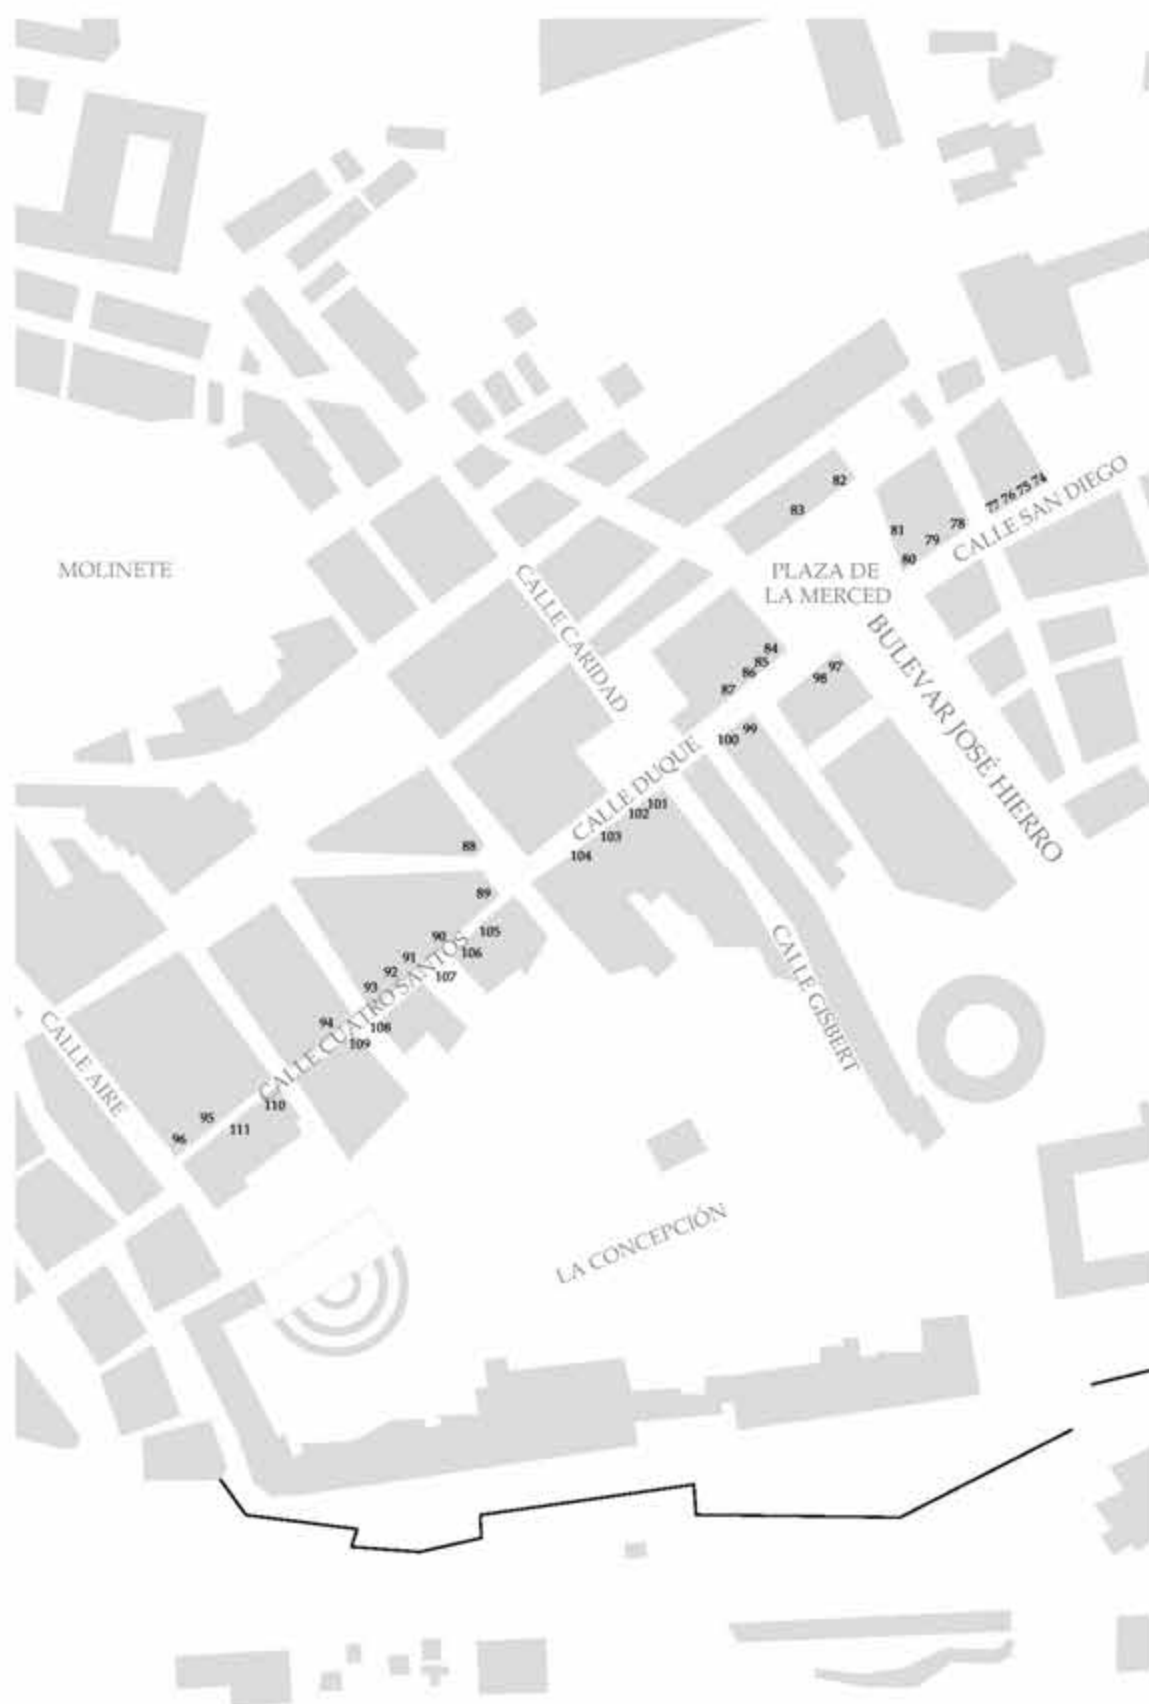 82
83
77 76 75 74
81
78
79
80
CALLE SAN DIEGO
MOLINETE
PLAZA DE
LA MERCED
CALLE CARIDAD
BULEVAR JOSÉ HIERRO
84
85
86
87
97
98
99
100
CALLE DUQUE
101
102
103
104
88
89
90
91
92
93
94
105
106
107
108
109
CALLE CUATRO SANTOS
CALLE GISBERT
CALLE AIRE
95
96
110
111
LA CONCEPCIÓN